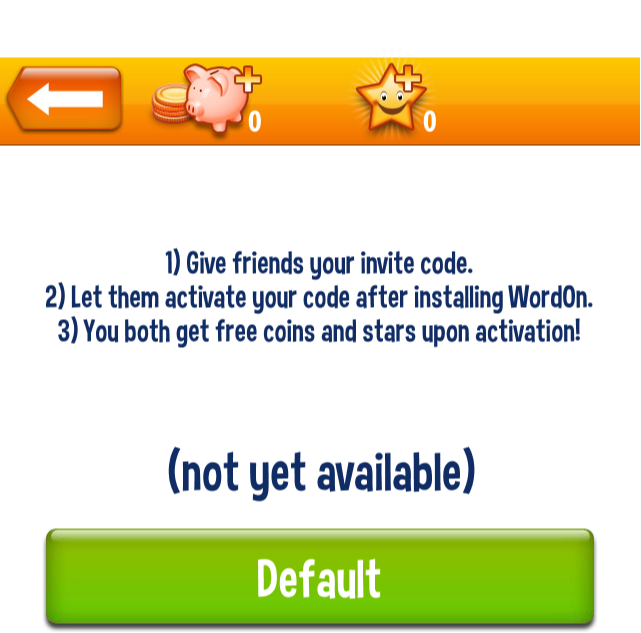 0
0
1) Give friends your invite code.
2) Let them activate your code after installing WordOn.
3) You both get free coins and stars upon activation!
(not yet available)
Default